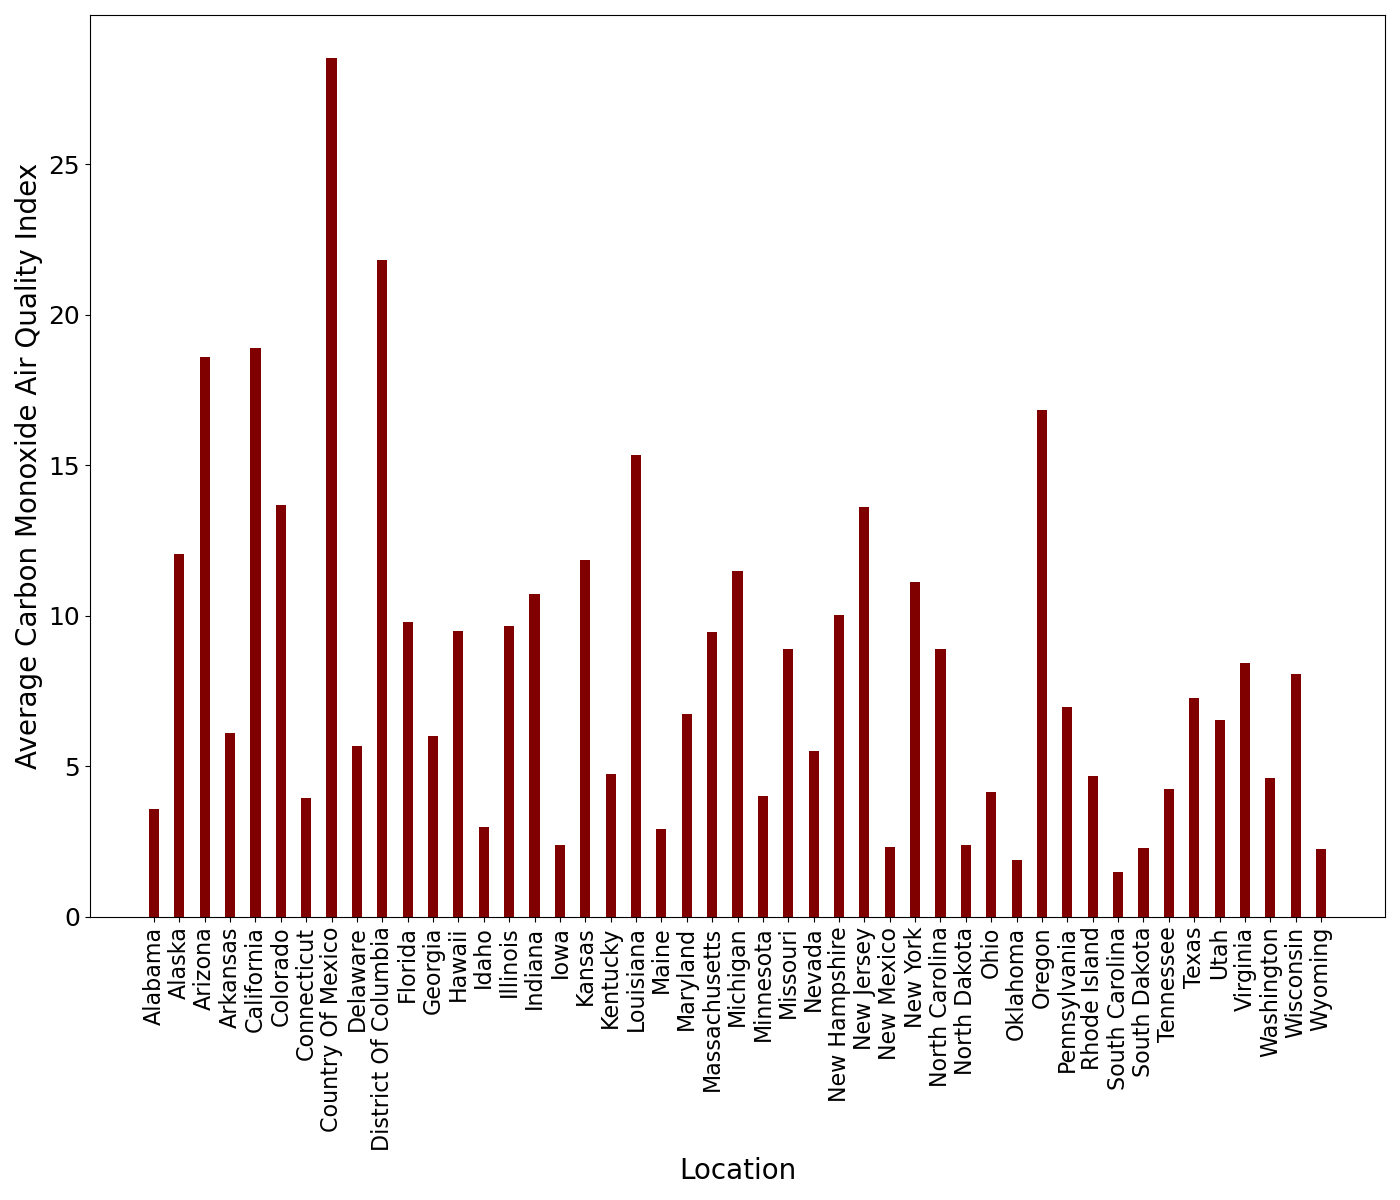 Average Carbon Monoxide Air Quality Index
25
20
15
10
5
0
Alabama
Alaska
Arizona
Arkansas
California
Colorado
Connecticut
Country Of Mexico
Delaware
District Of Columbia
Florida
Georgia
Hawaii
Idaho
Illinois
Indiana
Iowa
Kansas
Kentucky
Louisiana
Maine
Maryland
Massachusetts
Michigan
Minnesota
Missouri
Nevada
New Hampshire
New Jersey
New Mexico
New York
North Carolina
North Dakota
Ohio
Oklahoma
Oregon
Pennsylvania
Rhode Island
South Carolina
South Dakota
Tennessee
Texas
Utah
Virginia
Washington
Wisconsin
Wyoming
Location